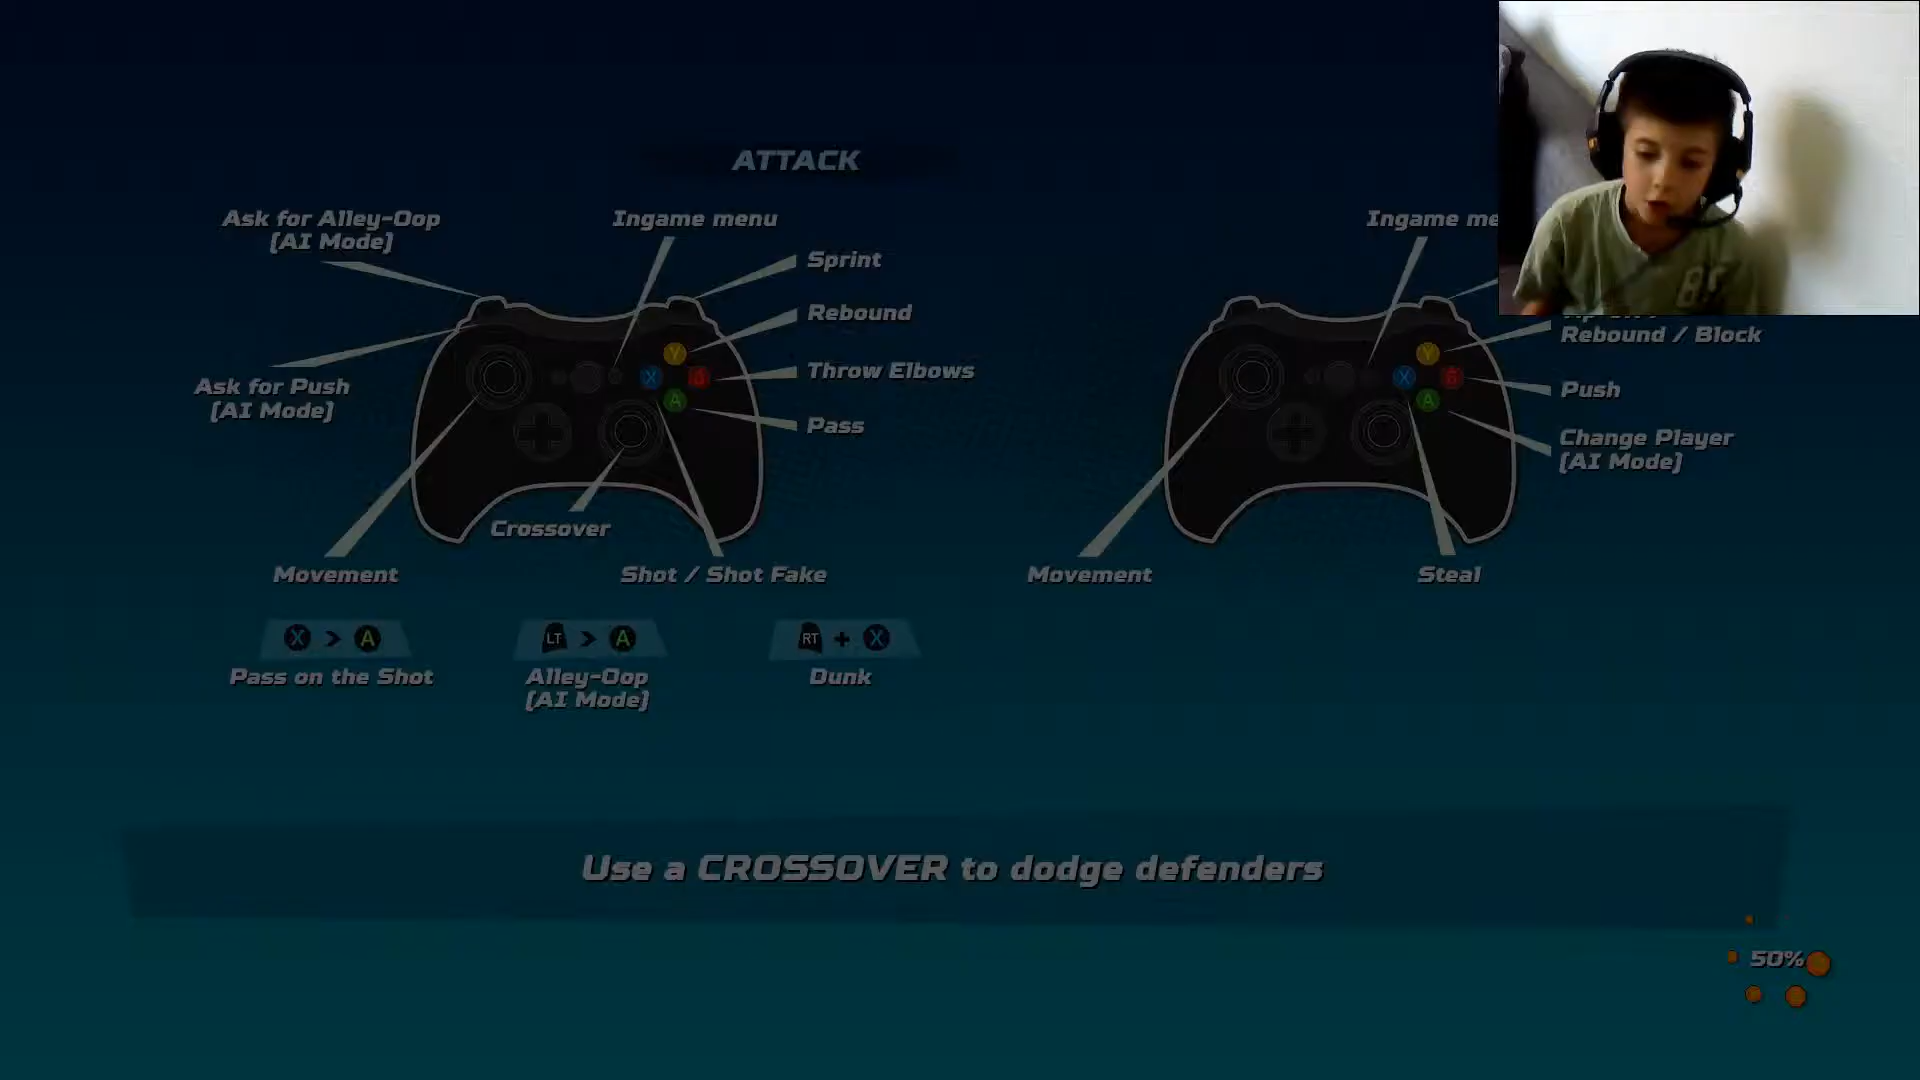 ATTACK
Ask for Alley-Oop
[AI Mode]
Ingame menu
Sprint
Rebound
Throw Elbows
Pass
Ask for Push
[AI Mode]
Y
X
B
A
Crossover
Movement
Shot / Shot Fake
X > A
Pass on the Shot
LT > A
Alley-Oop
[AI Mode]
RT + X
Dunk
Ingame me
Rebound / Block
Push
Change Player
[AI Mode]
Y
X
B
A
Movement
Steal
Use a CROSSOVER to dodge defenders
50%